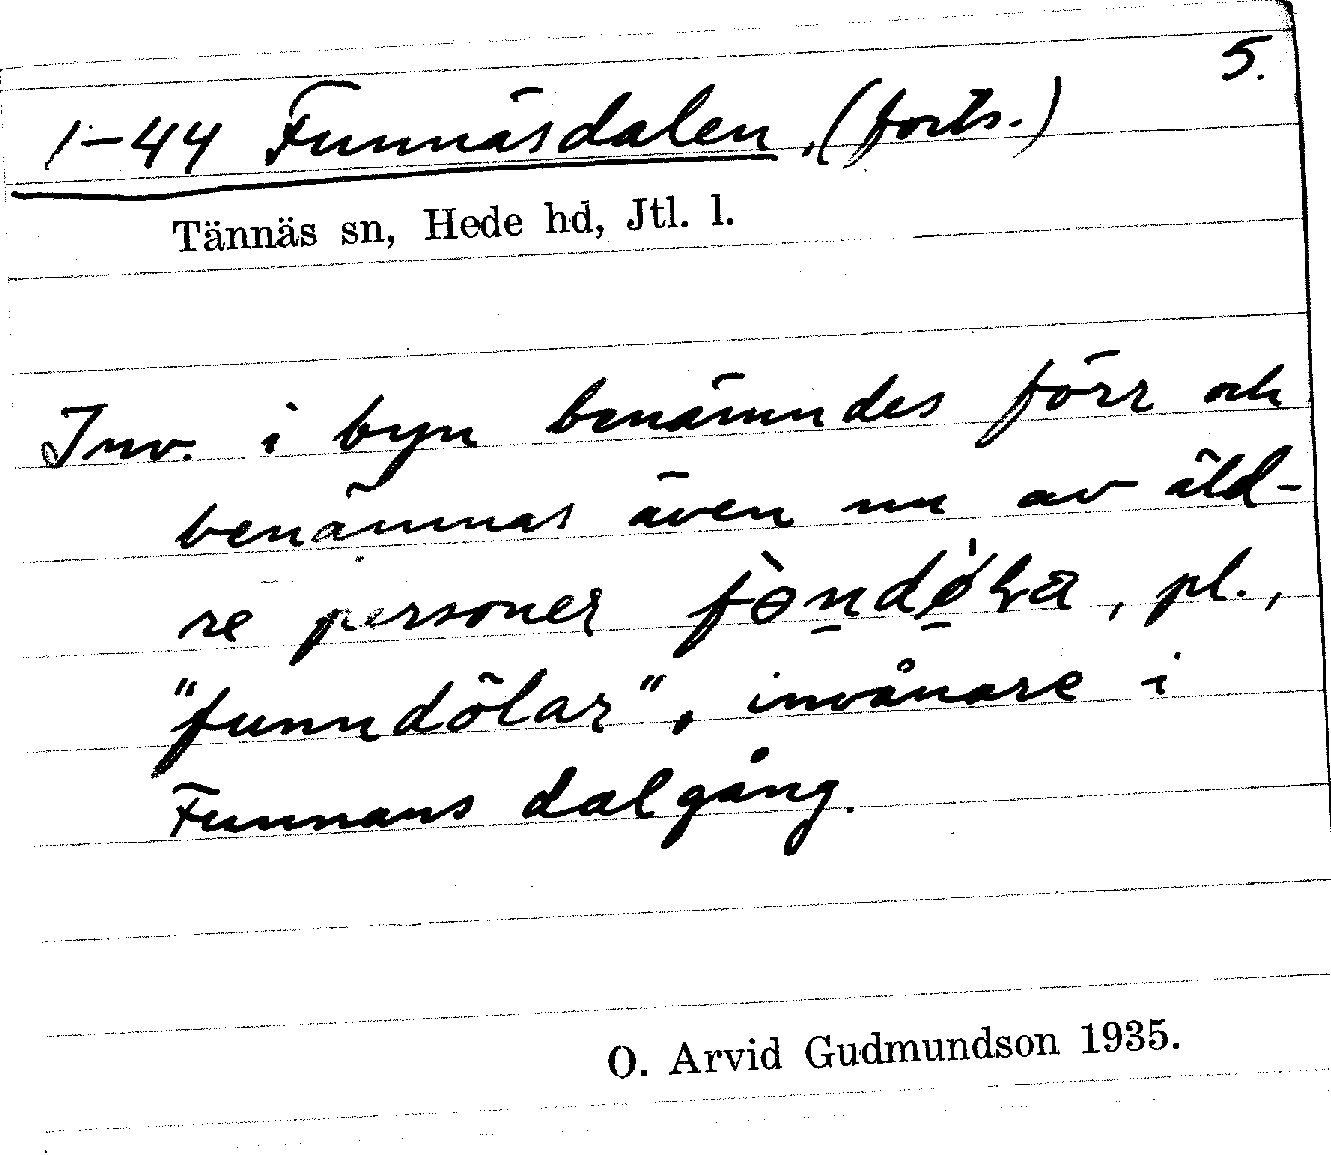 5.
1-44 Funnäsdalen, (forts.)
Tännäs sn, Hede hd, Jtl. l.
Inv. i byn benämndes förr och
benämnas även nu av äld-
re personer , pl.,
"funndölar", invånare i
Funnans dalgång.
O. Arvid Gudmundson 1935.